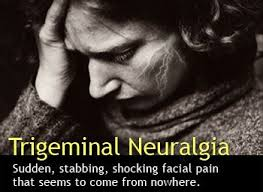 Trigeminal Neuralgia
Sudden, stabbing, shocking facial pain
that seems to come from nowhere.